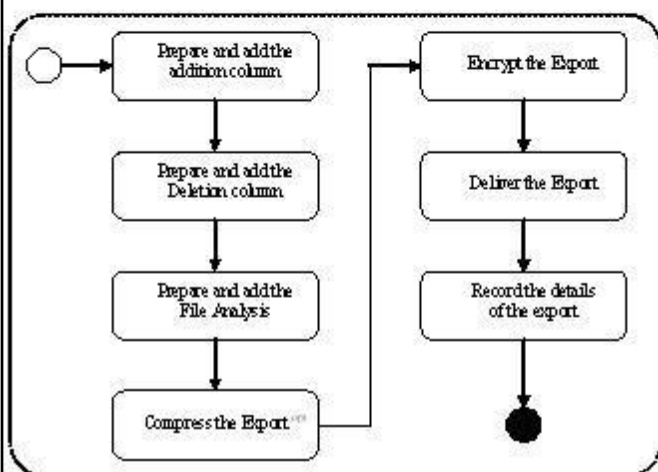 Prepare and add the
addition column
Prepare and add the
Deletion column
Prepare and add the
File Analysis
Compress the Export
Encrypt the Export
Deliver the Export
Record the details
of the export